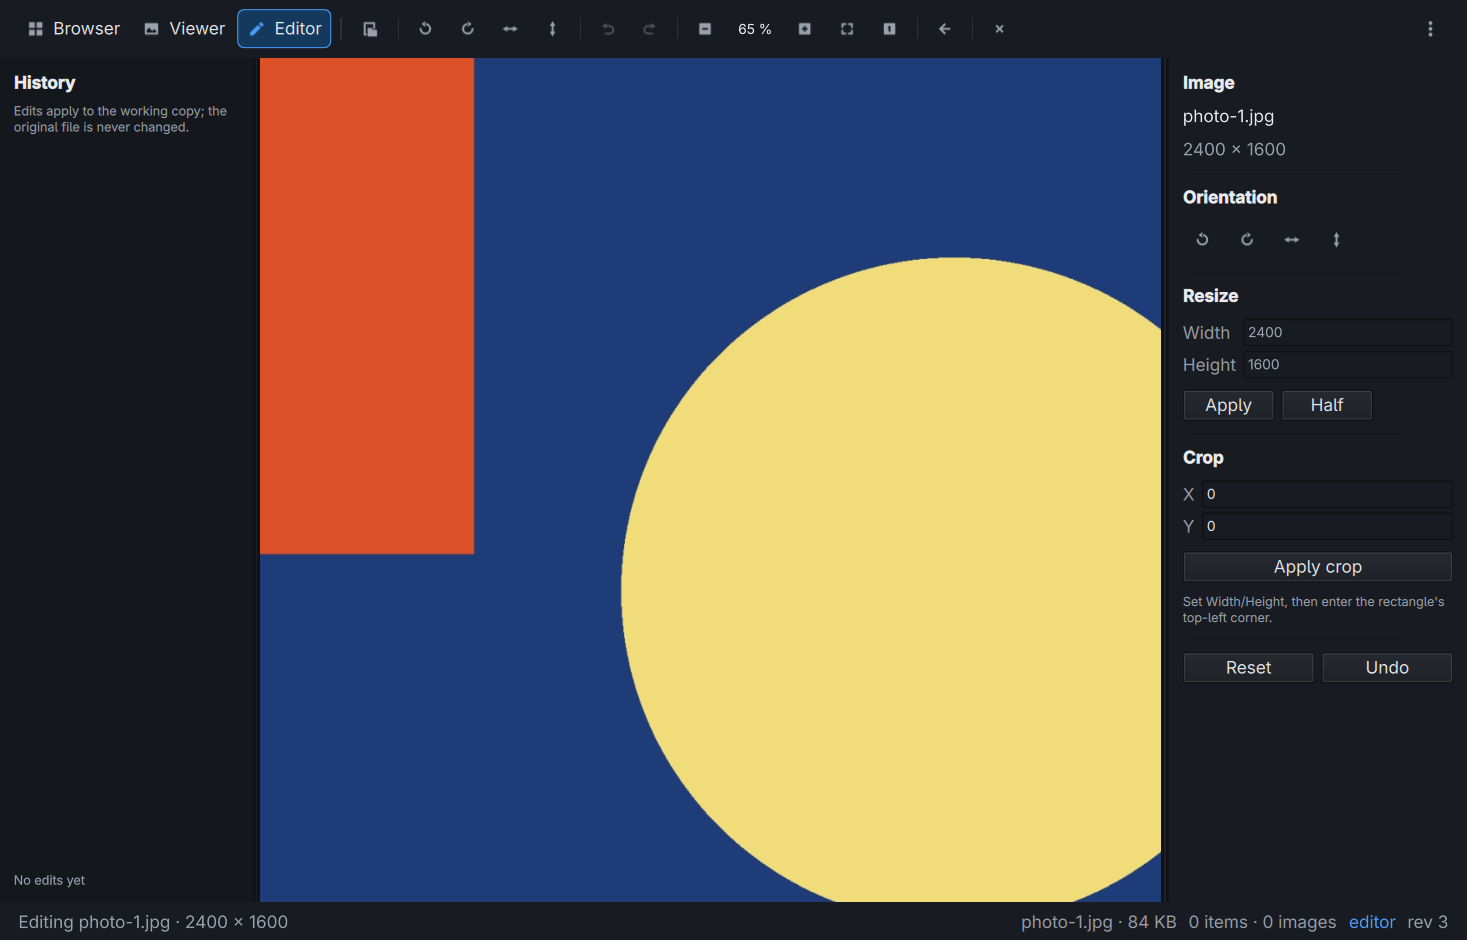 Browser
Viewer
Editor
65 %
History
Edits apply to the working copy; the
original file is never changed.
No edits yet
Image
photo-1.jpg
2400 × 1600
Orientation
Resize
Width 2400
Height 1600
Apply
Half
Crop
X 0
Y 0
Apply crop
Set Width/Height, then enter the rectangle's
top-left corner.
Reset
Undo
Editing photo-1.jpg · 2400 × 1600
photo-1.jpg · 84 KB 0 items · 0 images editor rev 3